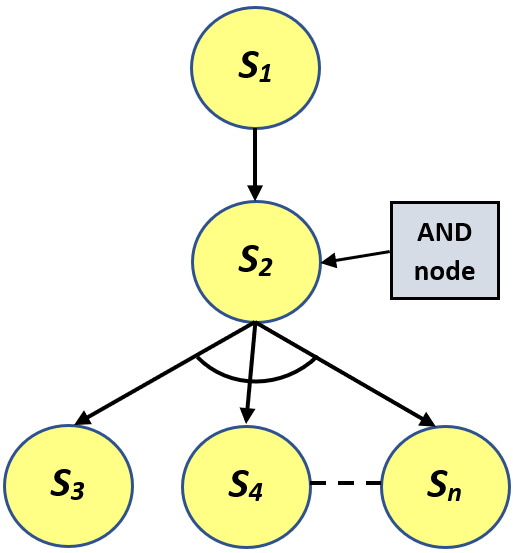 S₁
S₂
AND
node
S₃
S₄
Sₙ